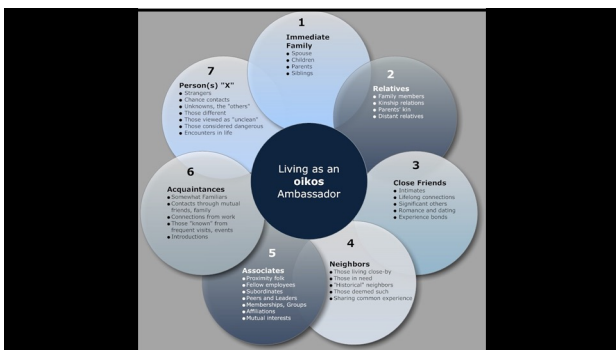 1
Immediate
Family
• Spouse
• Children
• Parents
• Siblings
2
Relatives
• Family members
• Kinship relations
• Parents' kin
• Distant relatives
3
Close Friends
• Intimates
• Lifelong connections
• Significant others
• Romance and dating
• Experience bonds
4
Neighbors
• Those living close-by
• Those in need
• "Historical" neighbors
• Those deemed such
• Sharing common experience
5
Associates
• Proximity folk
• Fellow employees
• Subordinates
• Peers and Leaders
• Memberships, Groups
• Affiliations
• Mutual interests
6
Acquaintances
• Somewhat Familiars
• Contacts through mutual
friends, family
• Connections from work
• Those "known" from
frequent visits, events
• Introductions
7
Person(s) "X"
• Strangers
• Chance contacts
• Unknowns, the "others"
• Those different
• Those viewed as "unclean"
• Those considered dangerous
• Encounters in life
Living as an
oikos
Ambassador